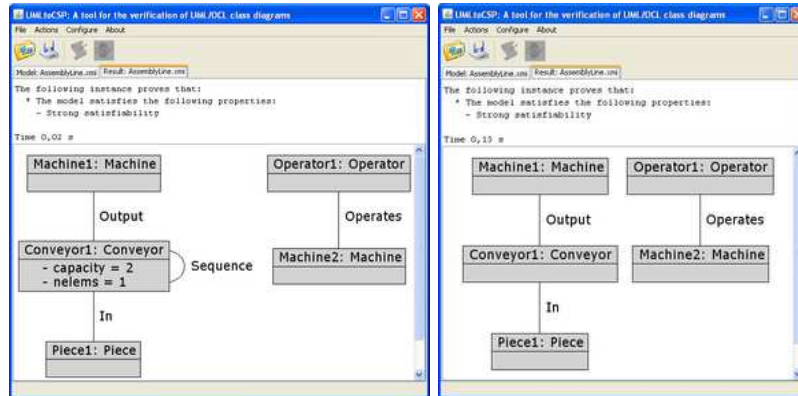 UMLtoCSP: A tool for the verification of UML/OCL class diagrams
File Actions Configure About
Model: AssemblyLine.xmi Result: AssemblyLine.xmi
The following instance proves that:
* The model satisfies the following properties:
- Strong satisfiability
Time 0,02 s
Machine1: Machine
Operator1: Operator
Output
Operates
Conveyor1: Conveyor
- capacity = 2
- nelems = 1
Sequence
Machine2: Machine
In
Piece1: Piece
UMLtoCSP: A tool for the verification of UML/OCL class diagrams
File Actions Configure About
Model: AssemblyLine.xmi Result: AssemblyLine.xmi
The following instance proves that:
* The model satisfies the following properties:
- Strong satisfiability
Time 0,13 s
Machine1: Machine
Operator1: Operator
Output
Operates
Conveyor1: Conveyor
Machine2: Machine
In
Piece1: Piece